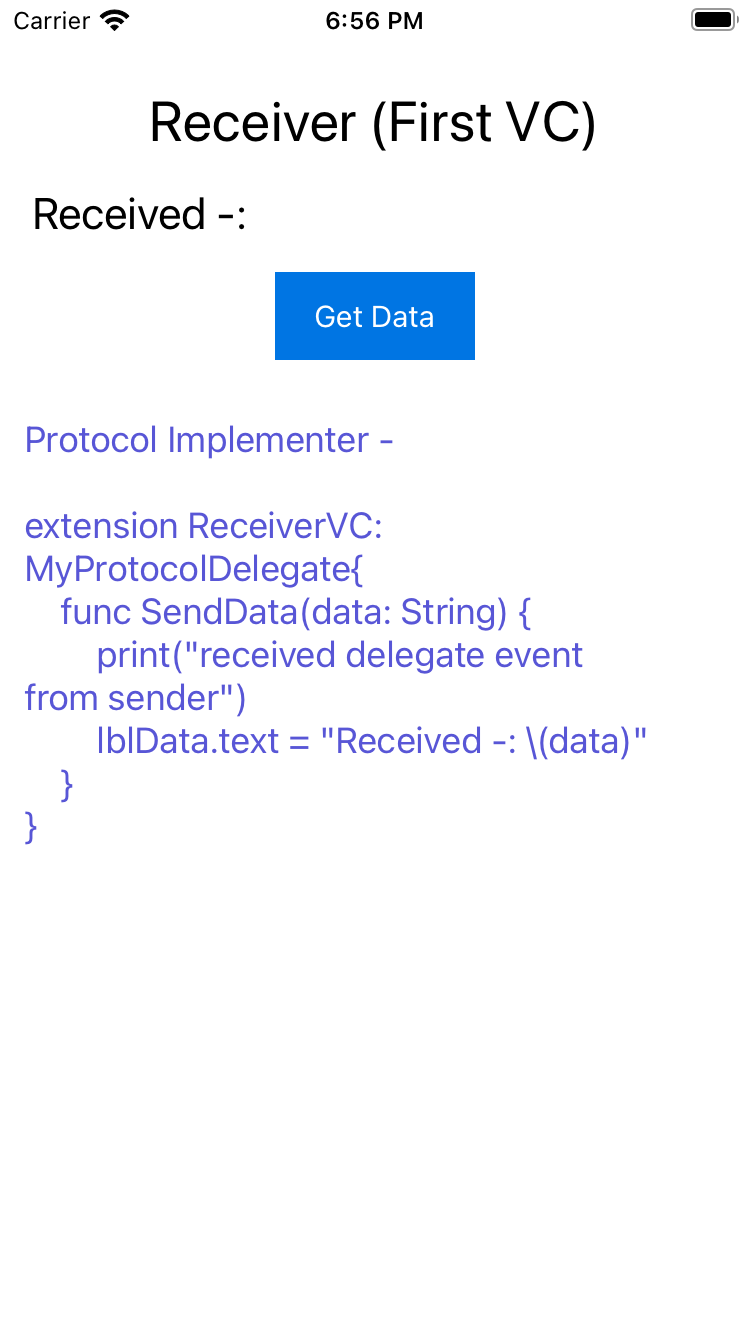 Carrier 6:56 PM
Receiver (First VC)
Received -:
Get Data
Protocol Implementer -
extension ReceiverVC:
MyProtocolDelegate{
    func SendData(data: String) {
        print("received delegate event
from sender")
        lblData.text = "Received -: \(data)"
    }
}